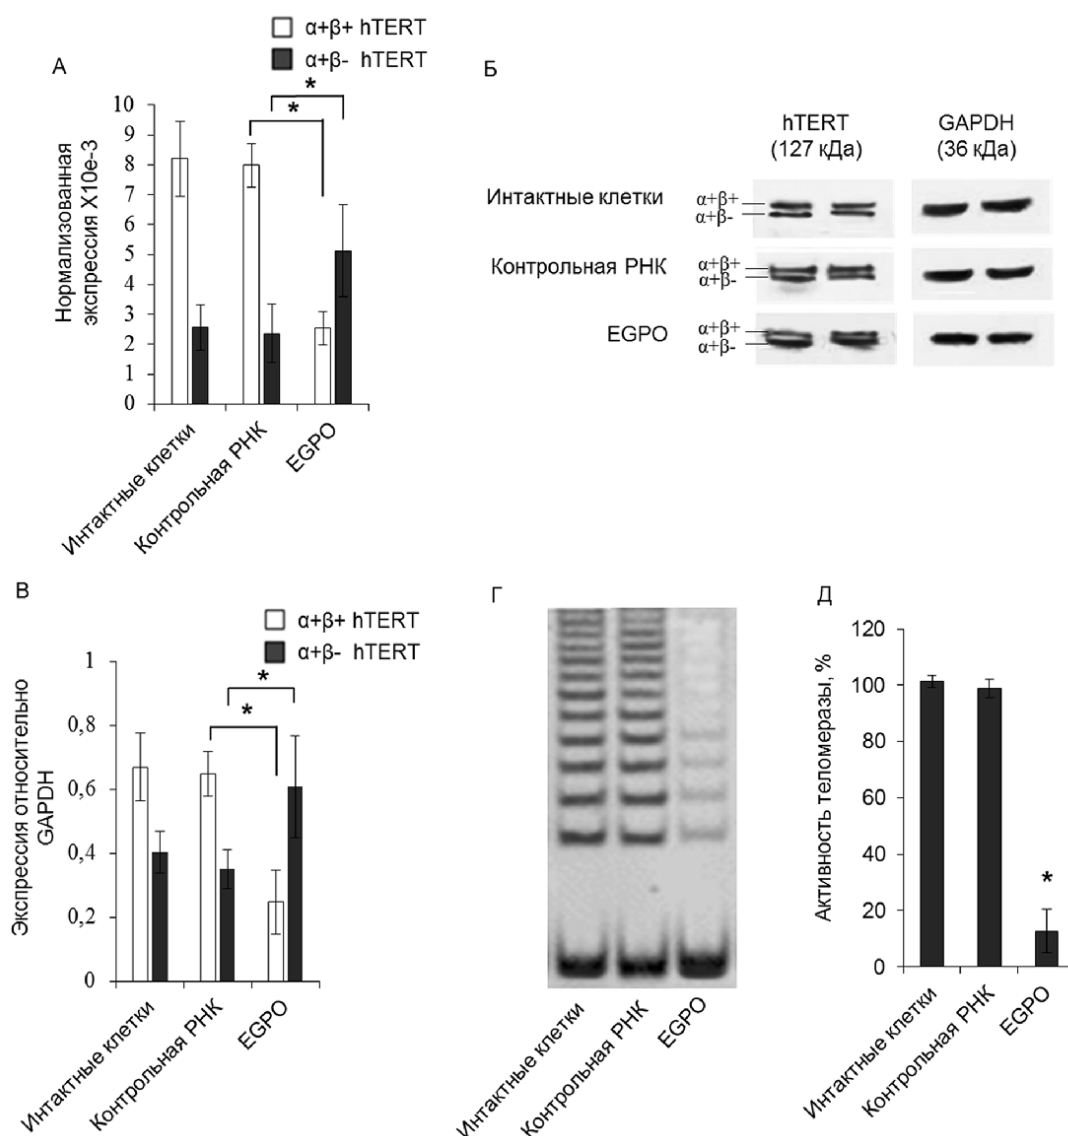 А
α+β+ hTERT
α+β- hTERT
*
*
Нормализованная
экспрессия X10e-3
10
9
8
7
6
5
4
3
2
1
0
Интактные клетки
Контрольная РНК
EGPO
Б
hTERT
(127 кДа)
GAPDH
(36 кДа)
Интактные клетки
α+β+
α+β-
Контрольная РНК
α+β+
α+β-
EGPO
α+β+
α+β-
В
α+β+ hTERT
α+β- hTERT
*
*
Экспрессия относительно
GAPDH
1
0,8
0,6
0,4
0,2
0
Интактные клетки
Контрольная РНК
EGPO
Г
Интактные клетки
Контрольная РНК
EGPO
Д
Активность теломеразы, %
120
100
80
60
40
20
0
*
Интактные клетки
Контрольная РНК
EGPO